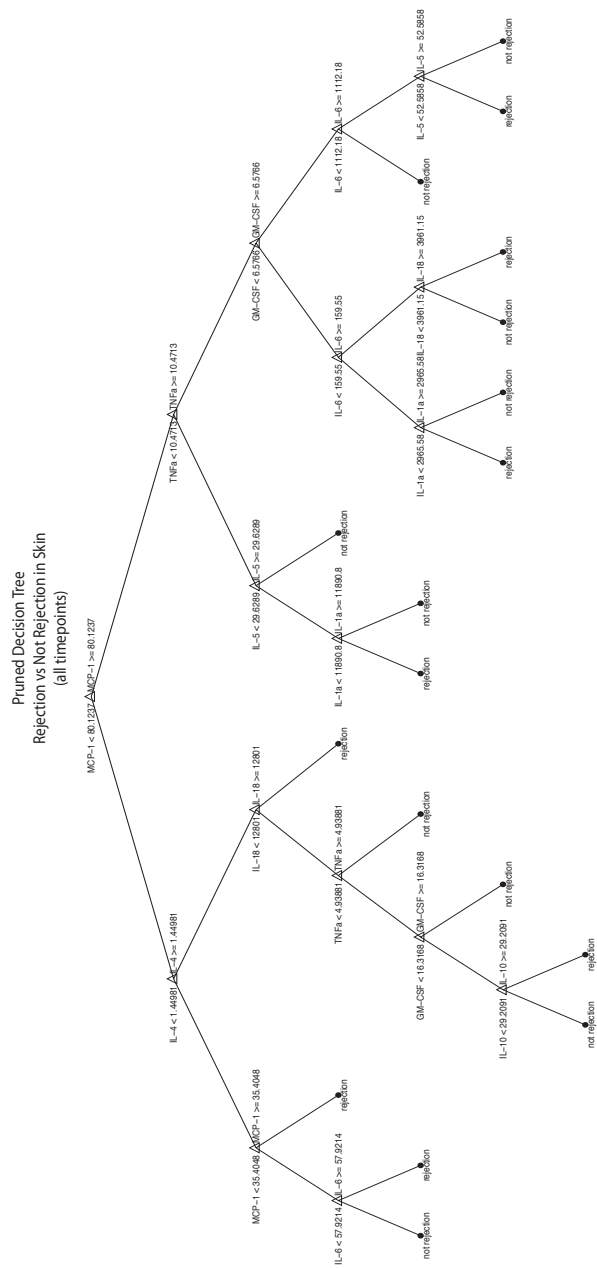 Pruned Decision Tree
Rejection vs Not Rejection in Skin
(all timepoints)
MCP−1 < 80.1237
MCP−1 >= 80.1237
IL−4 < 1.44981
IL−4 >= 1.44981
TNFa < 10.4713
TNFa >= 10.4713
MCP−1 < 35.4048
MCP−1 >= 35.4048
IL−18 < 12801
IL−18 >= 12801
IL−5 < 29.6289
IL−5 >= 29.6289
GM−CSF < 6.5766
GM−CSF >= 6.5766
IL−6 < 57.9214
IL−6 >= 57.9214
rejection
TNFa < 4.93881
TNFa >= 4.93881
rejection
IL−1a < 11890.8
IL−1a >= 11890.8
not rejection
IL−6 < 159.55
IL−6 >= 159.55
IL−6 < 1112.18
IL−6 >= 1112.18
not rejection
rejection
GM−CSF < 16.3168
GM−CSF >= 16.3168
not rejection
rejection
not rejection
IL−1a < 2965.58
IL−1a >= 2965.58
IL−18 < 3961.15
IL−18 >= 3961.15
not rejection
IL−5 < 52.5858
IL−5 >= 52.5858
IL−10 < 29.2091
IL−10 >= 29.2091
not rejection
rejection
not rejection
not rejection
rejection
rejection
not rejection
not rejection
rejection